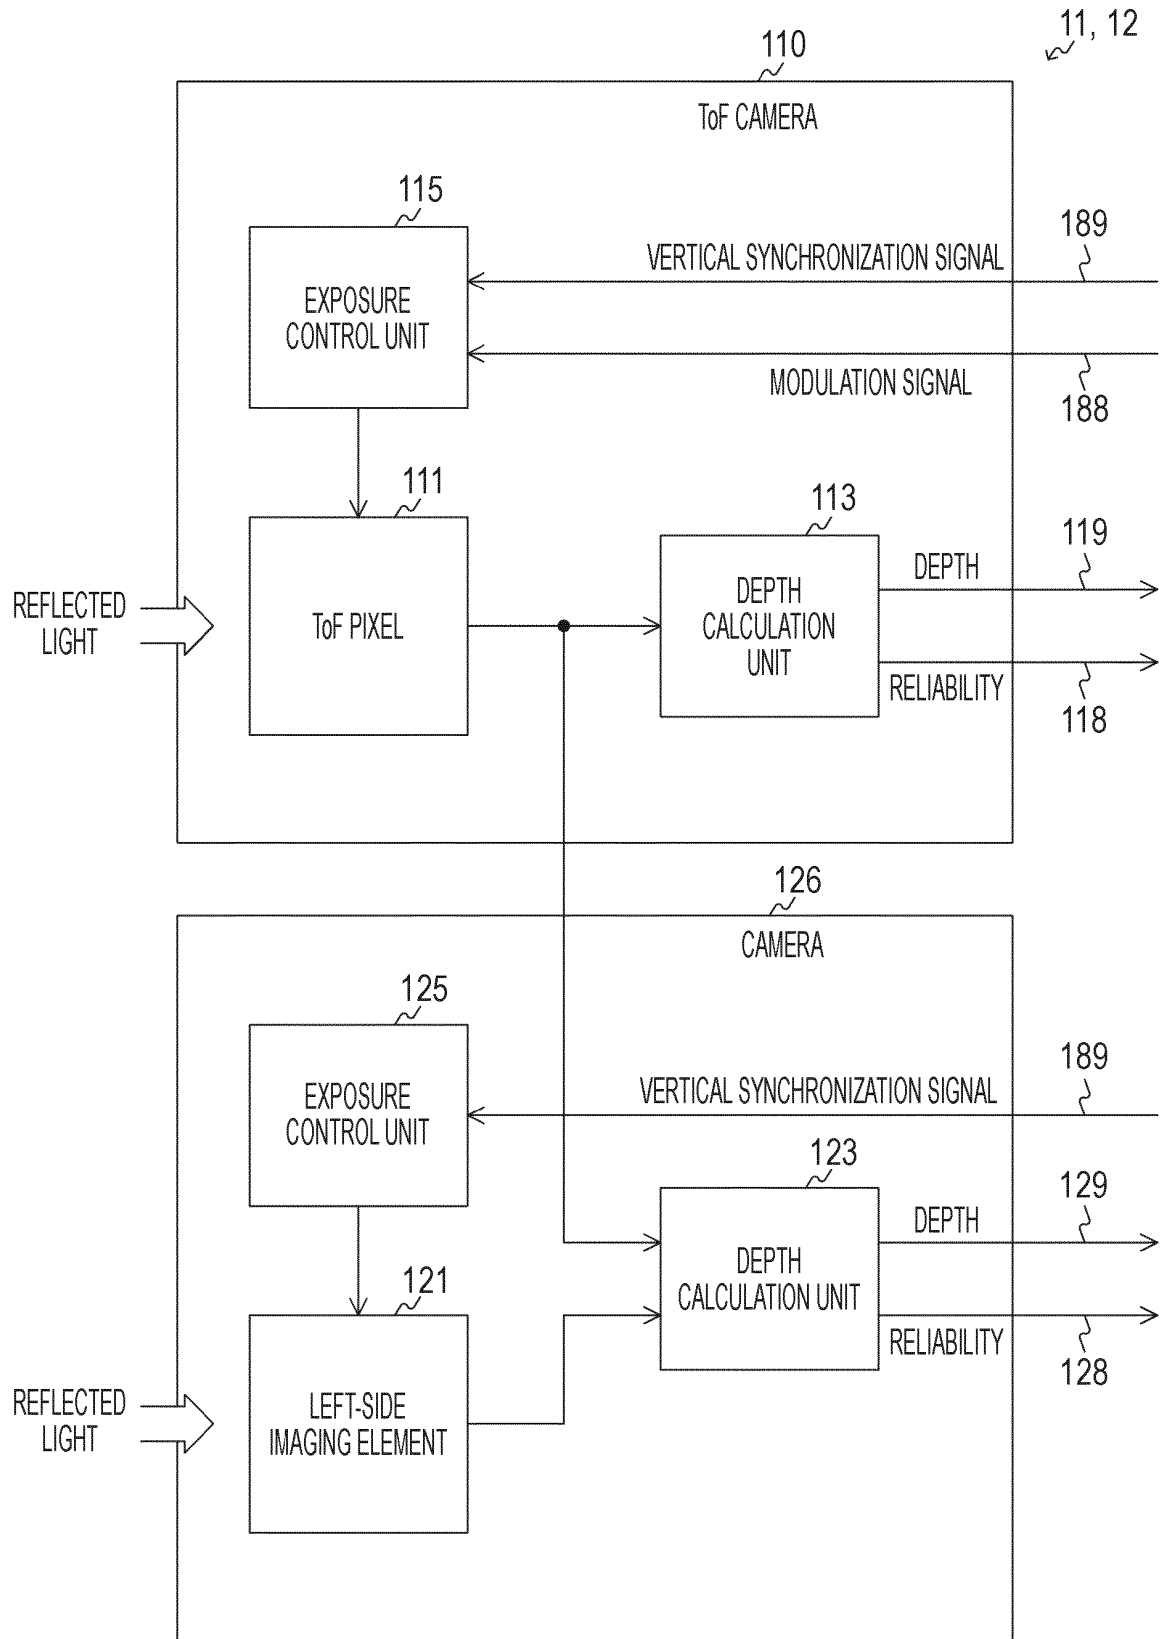 11, 12
110
ToF CAMERA
115
189
VERTICAL SYNCHRONIZATION SIGNAL
EXPOSURE
CONTROL UNIT
MODULATION SIGNAL
188
111
113
119
DEPTH
REFLECTED
LIGHT
ToF PIXEL
DEPTH
CALCULATION
UNIT
RELIABILITY
118
126
CAMERA
125
189
VERTICAL SYNCHRONIZATION SIGNAL
EXPOSURE
CONTROL UNIT
123
129
DEPTH
121
DEPTH
CALCULATION UNIT
RELIABILITY
128
REFLECTED
LIGHT
LEFT-SIDE
IMAGING ELEMENT